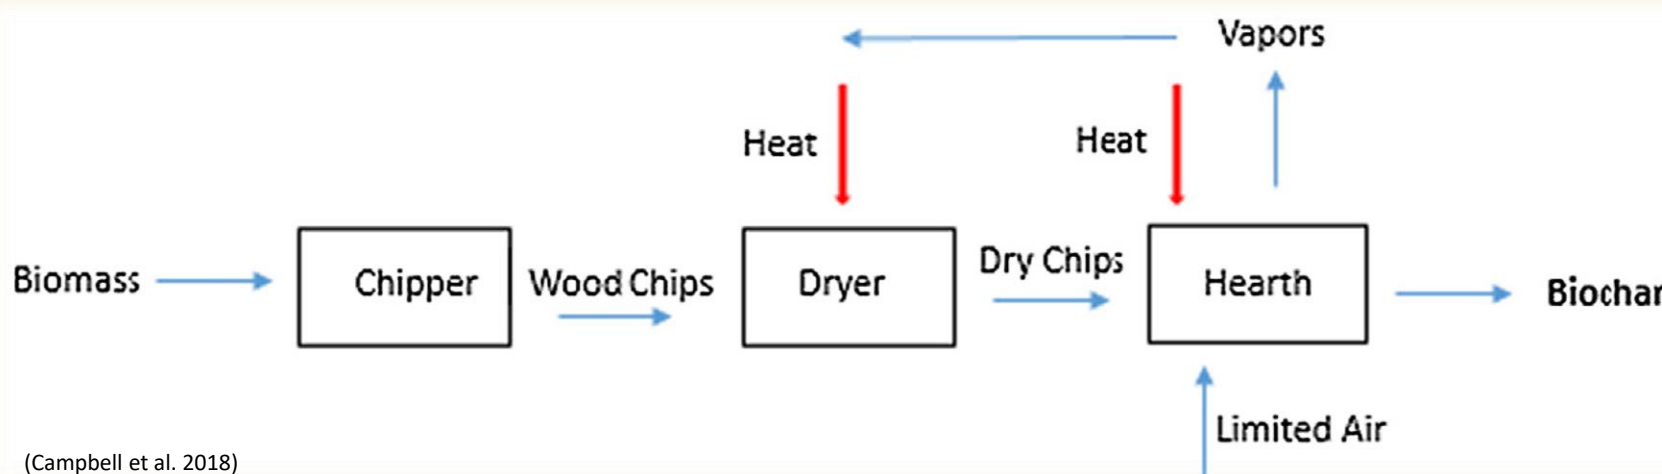 Vapors
Heat
Heat
Biomass
Chipper
Wood Chips
Dryer
Dry Chips
Hearth
Biochar
Limited Air
(Campbell et al. 2018)